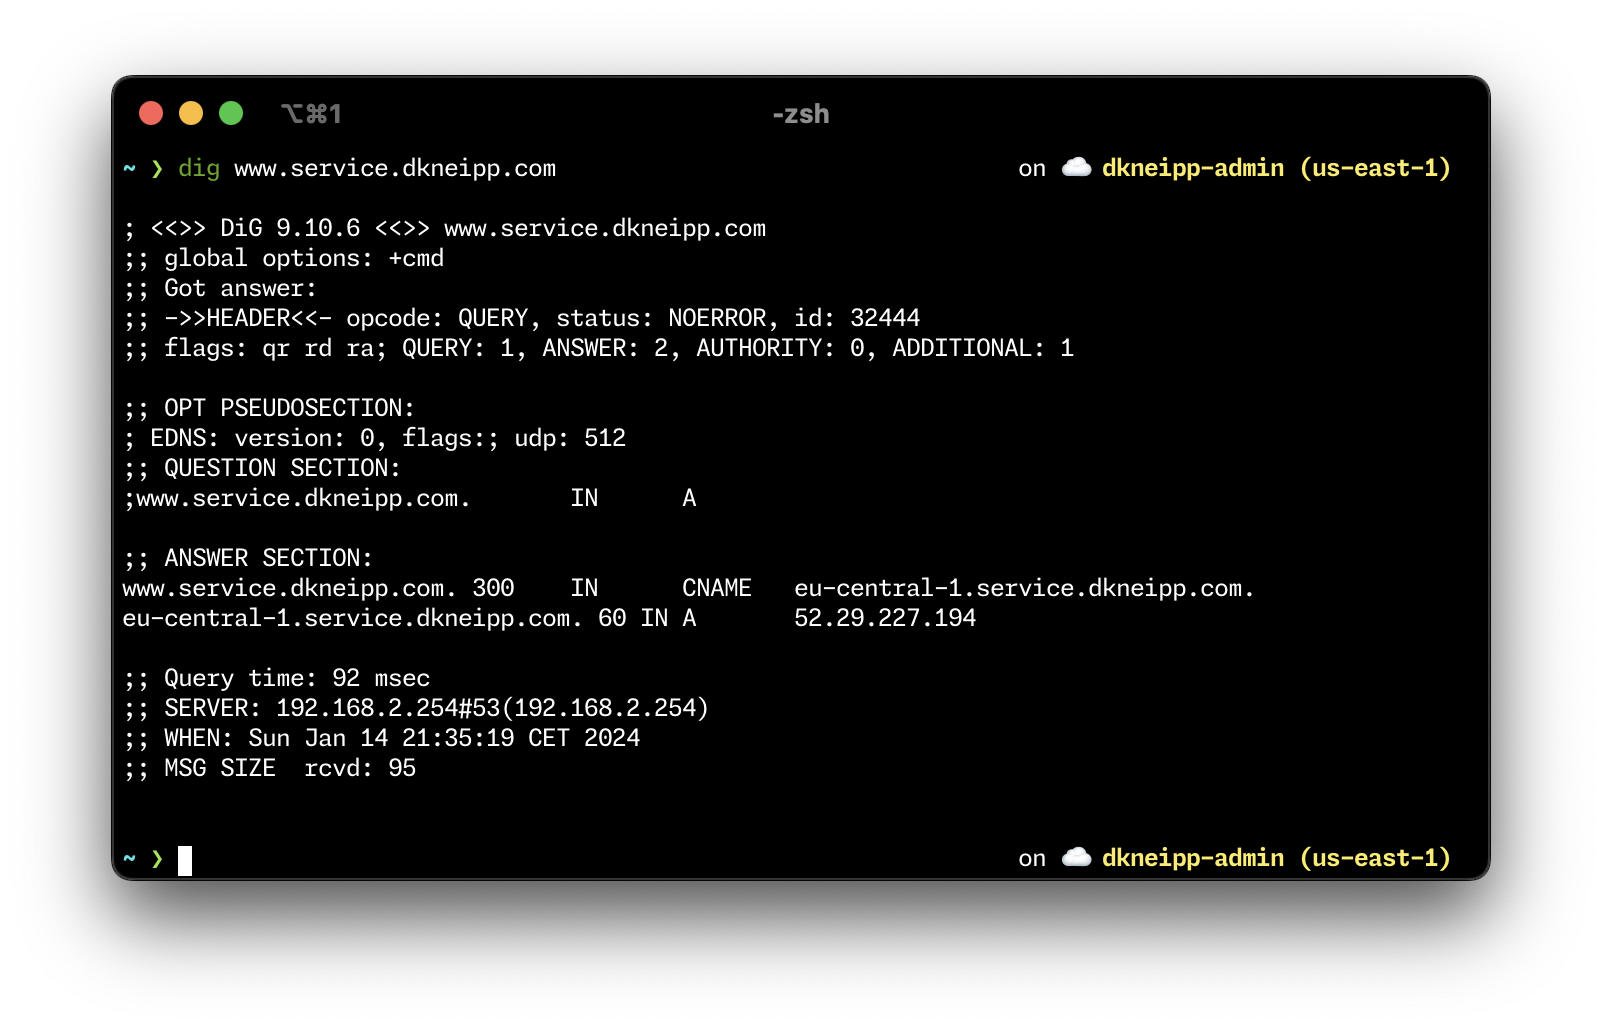 ⌥⌘1 -zsh
~ ❯ dig www.service.dkneipp.com on ☁️ dkneipp-admin (us-east-1)
; <<>> DiG 9.10.6 <<>> www.service.dkneipp.com
;; global options: +cmd
;; Got answer:
;; ->>HEADER<<- opcode: QUERY, status: NOERROR, id: 32444
;; flags: qr rd ra; QUERY: 1, ANSWER: 2, AUTHORITY: 0, ADDITIONAL: 1
;; OPT PSEUDOSECTION:
; EDNS: version: 0, flags:; udp: 512
;; QUESTION SECTION:
;www.service.dkneipp.com. IN A
;; ANSWER SECTION:
www.service.dkneipp.com. 300 IN CNAME eu-central-1.service.dkneipp.com.
eu-central-1.service.dkneipp.com. 60 IN A 52.29.227.194
;; Query time: 92 msec
;; SERVER: 192.168.2.254#53(192.168.2.254)
;; WHEN: Sun Jan 14 21:35:19 CET 2024
;; MSG SIZE  rcvd: 95
~ ❯ on ☁️ dkneipp-admin (us-east-1)